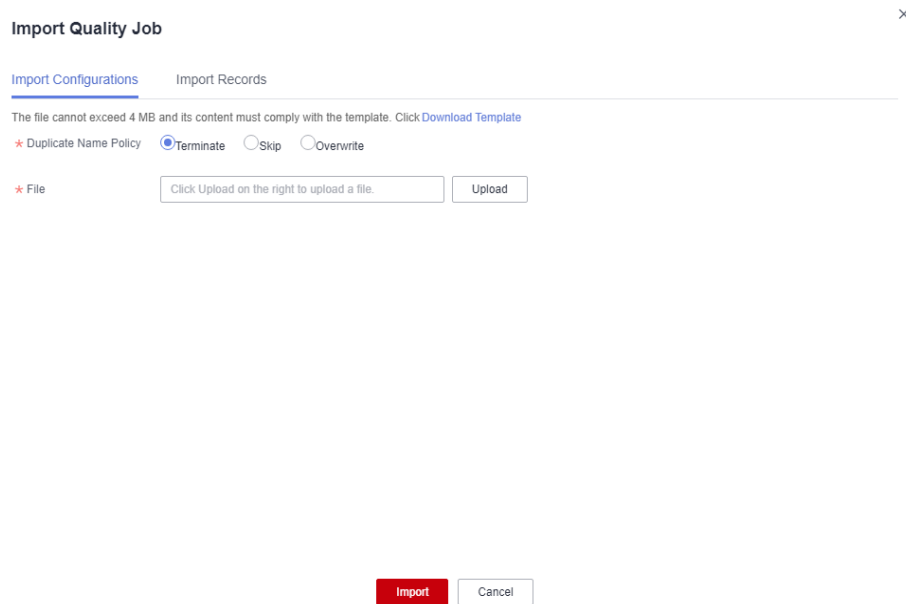 Import Quality Job
Import Configurations Import Records
The file cannot exceed 4 MB and its content must comply with the template. Click Download Template
* Duplicate Name Policy Terminate Skip Overwrite
* File Click Upload on the right to upload a file. Upload
Import Cancel